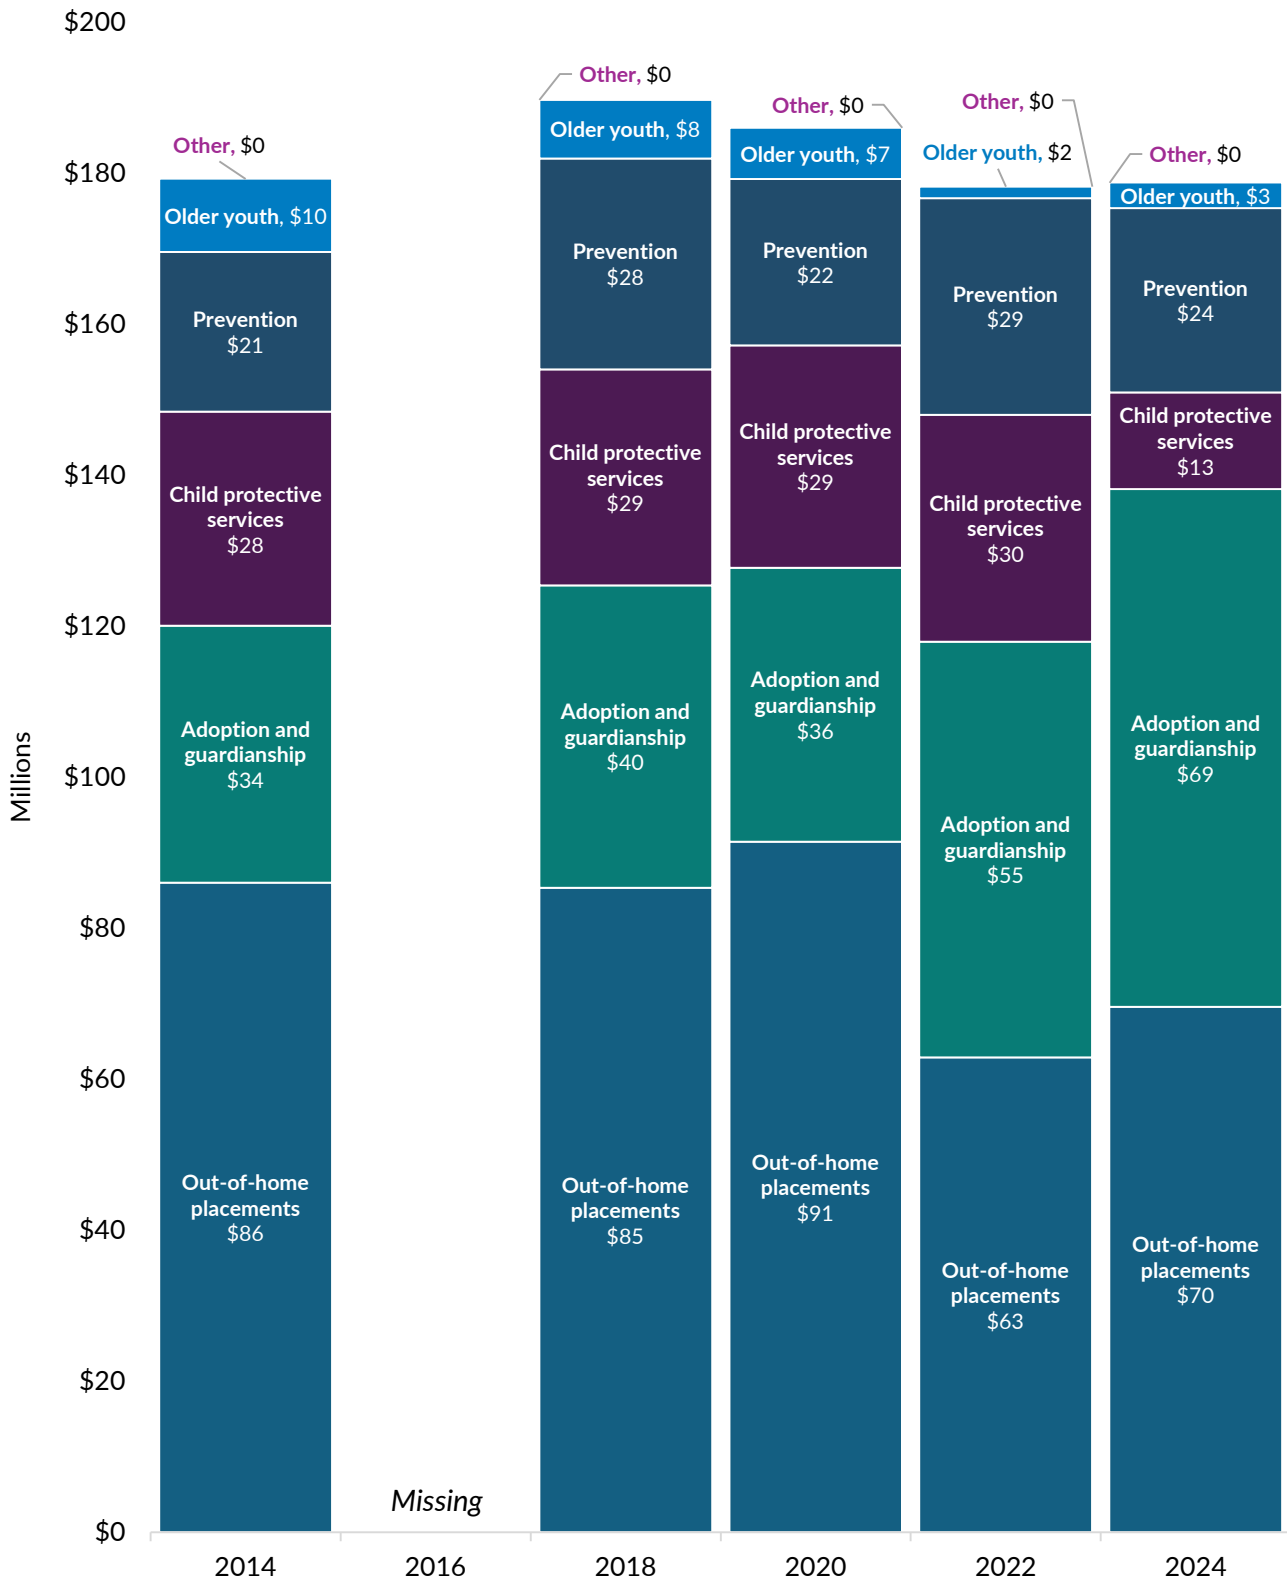 Millions
$200
$180
$160
$140
$120
$100
$80
$60
$40
$20
$0
Other, $0
Older youth, $10
Prevention
$21
Child protective
services
$28
Adoption and
guardianship
$34
Out-of-home
placements
$86
Missing
Other, $0
Older youth, $8
Prevention
$28
Child protective
services
$29
Adoption and
guardianship
$40
Out-of-home
placements
$85
Other, $0
Older youth, $7
Prevention
$22
Child protective
services
$29
Adoption and
guardianship
$36
Out-of-home
placements
$91
Other, $0
Older youth, $2
Prevention
$29
Child protective
services
$30
Adoption and
guardianship
$55
Out-of-home
placements
$63
Other, $0
Older youth, $3
Prevention
$24
Child protective
services
$13
Adoption and
guardianship
$69
Out-of-home
placements
$70
2014
2016
2018
2020
2022
2024